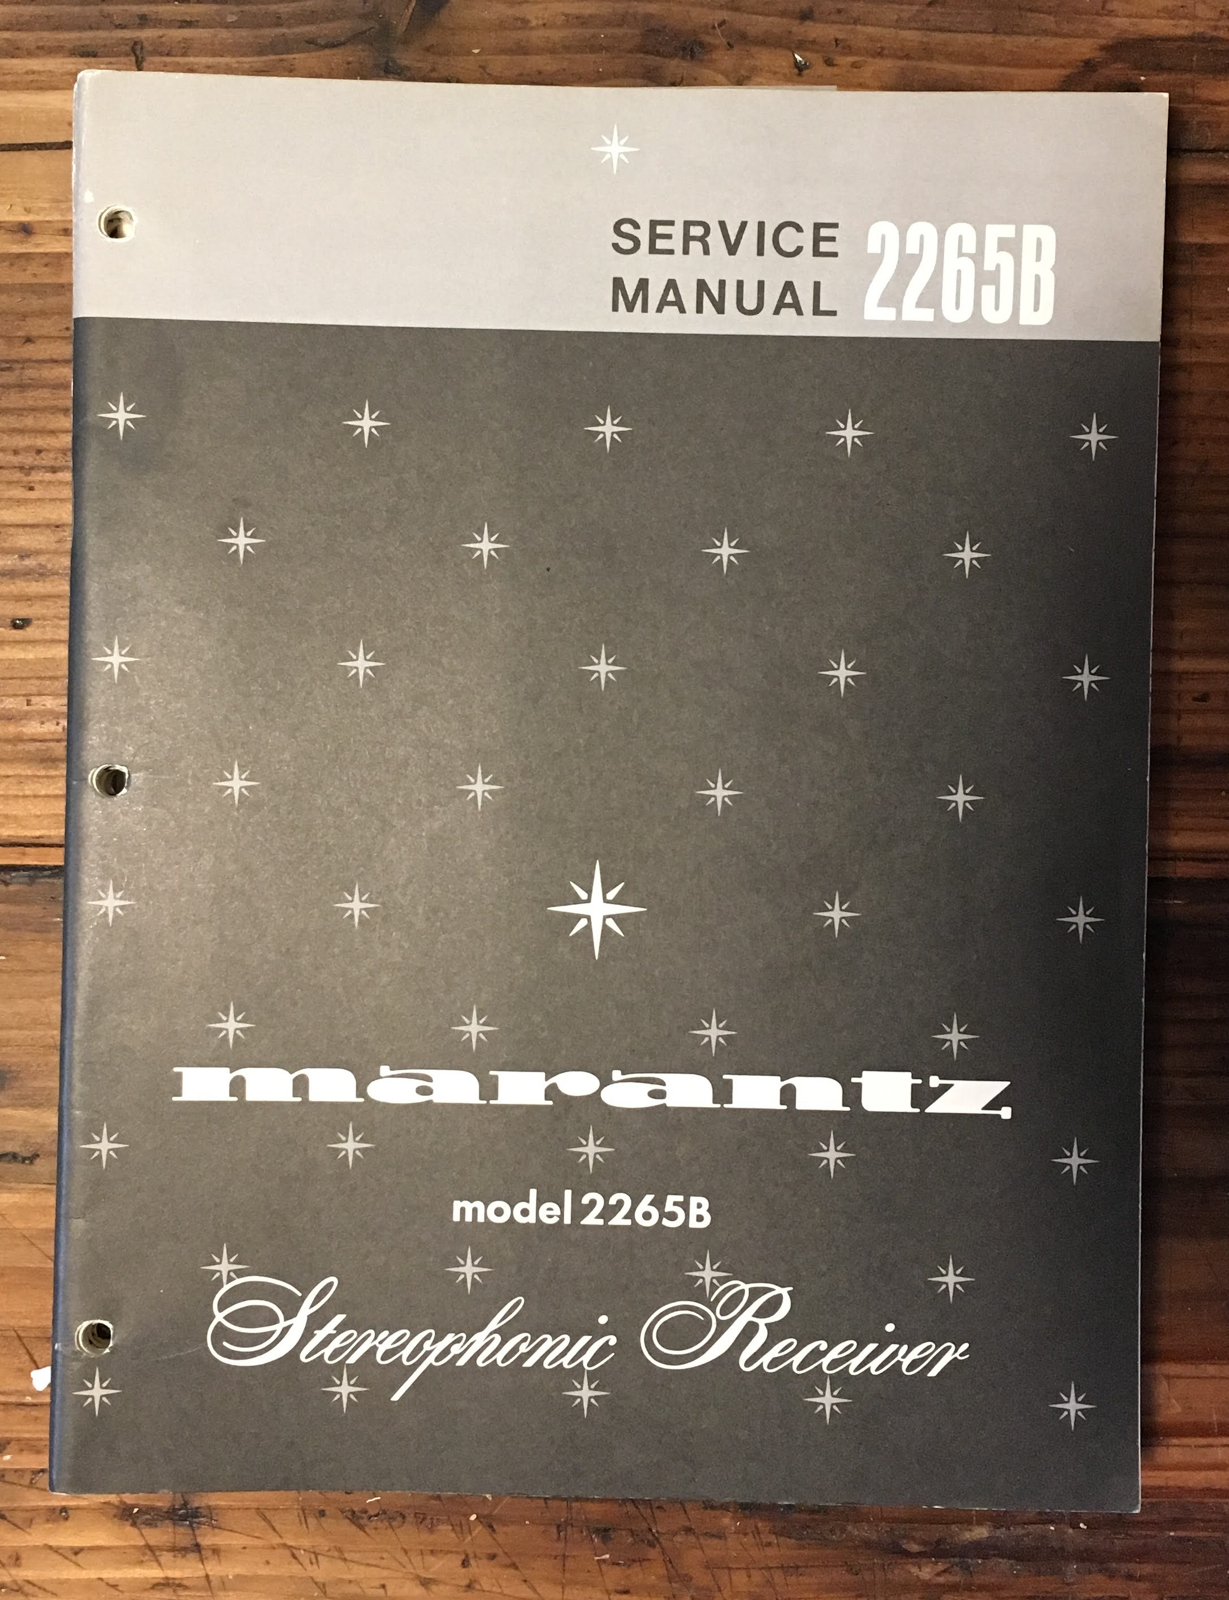 SERVICE
MANUAL 2265B
marantz
model 2265B
Stereophonic Receiver